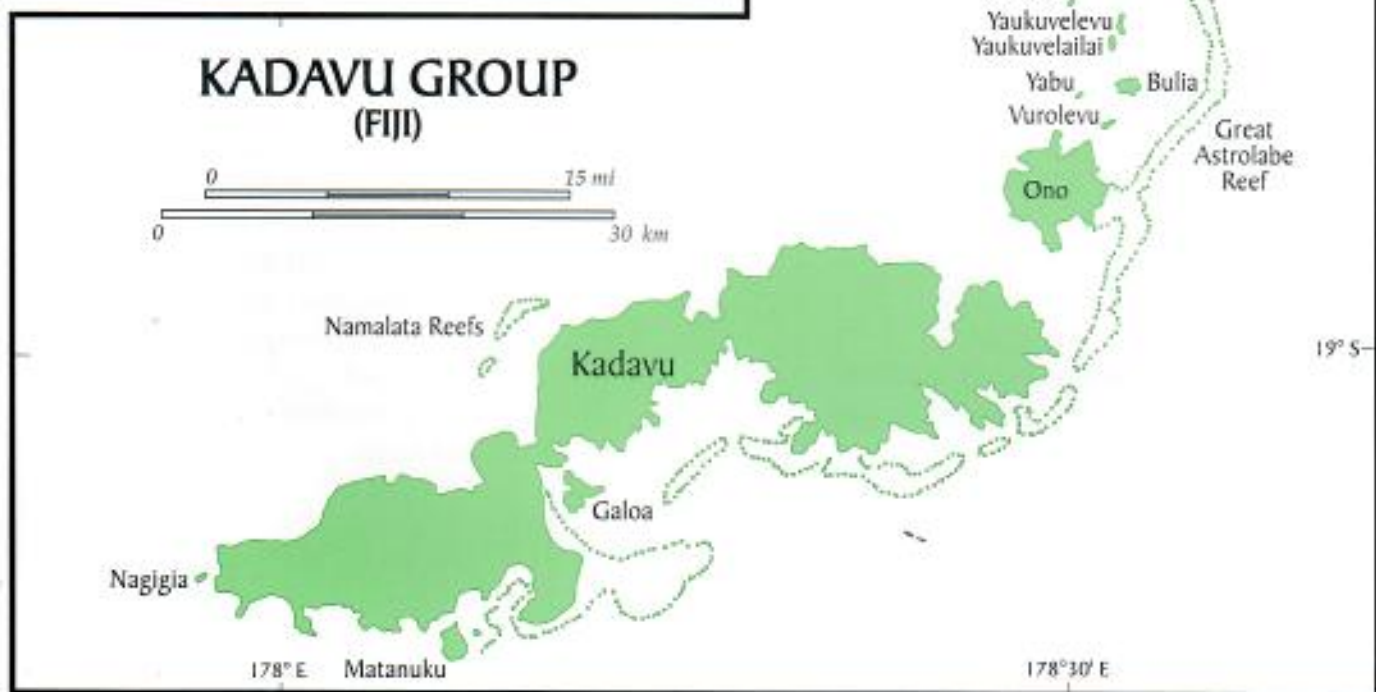 KADAVU GROUP
(FIJI)
0 15 mi
0 30 km
Yaukuvelevu
Yaukuvelailai
Yabu
Bulia
Vurolevu
Great
Astrolabe
Reef
Ono
Namalata Reefs
Kadavu
19° S
Galoa
Nagigia
Matanuku
178° E
178°30' E